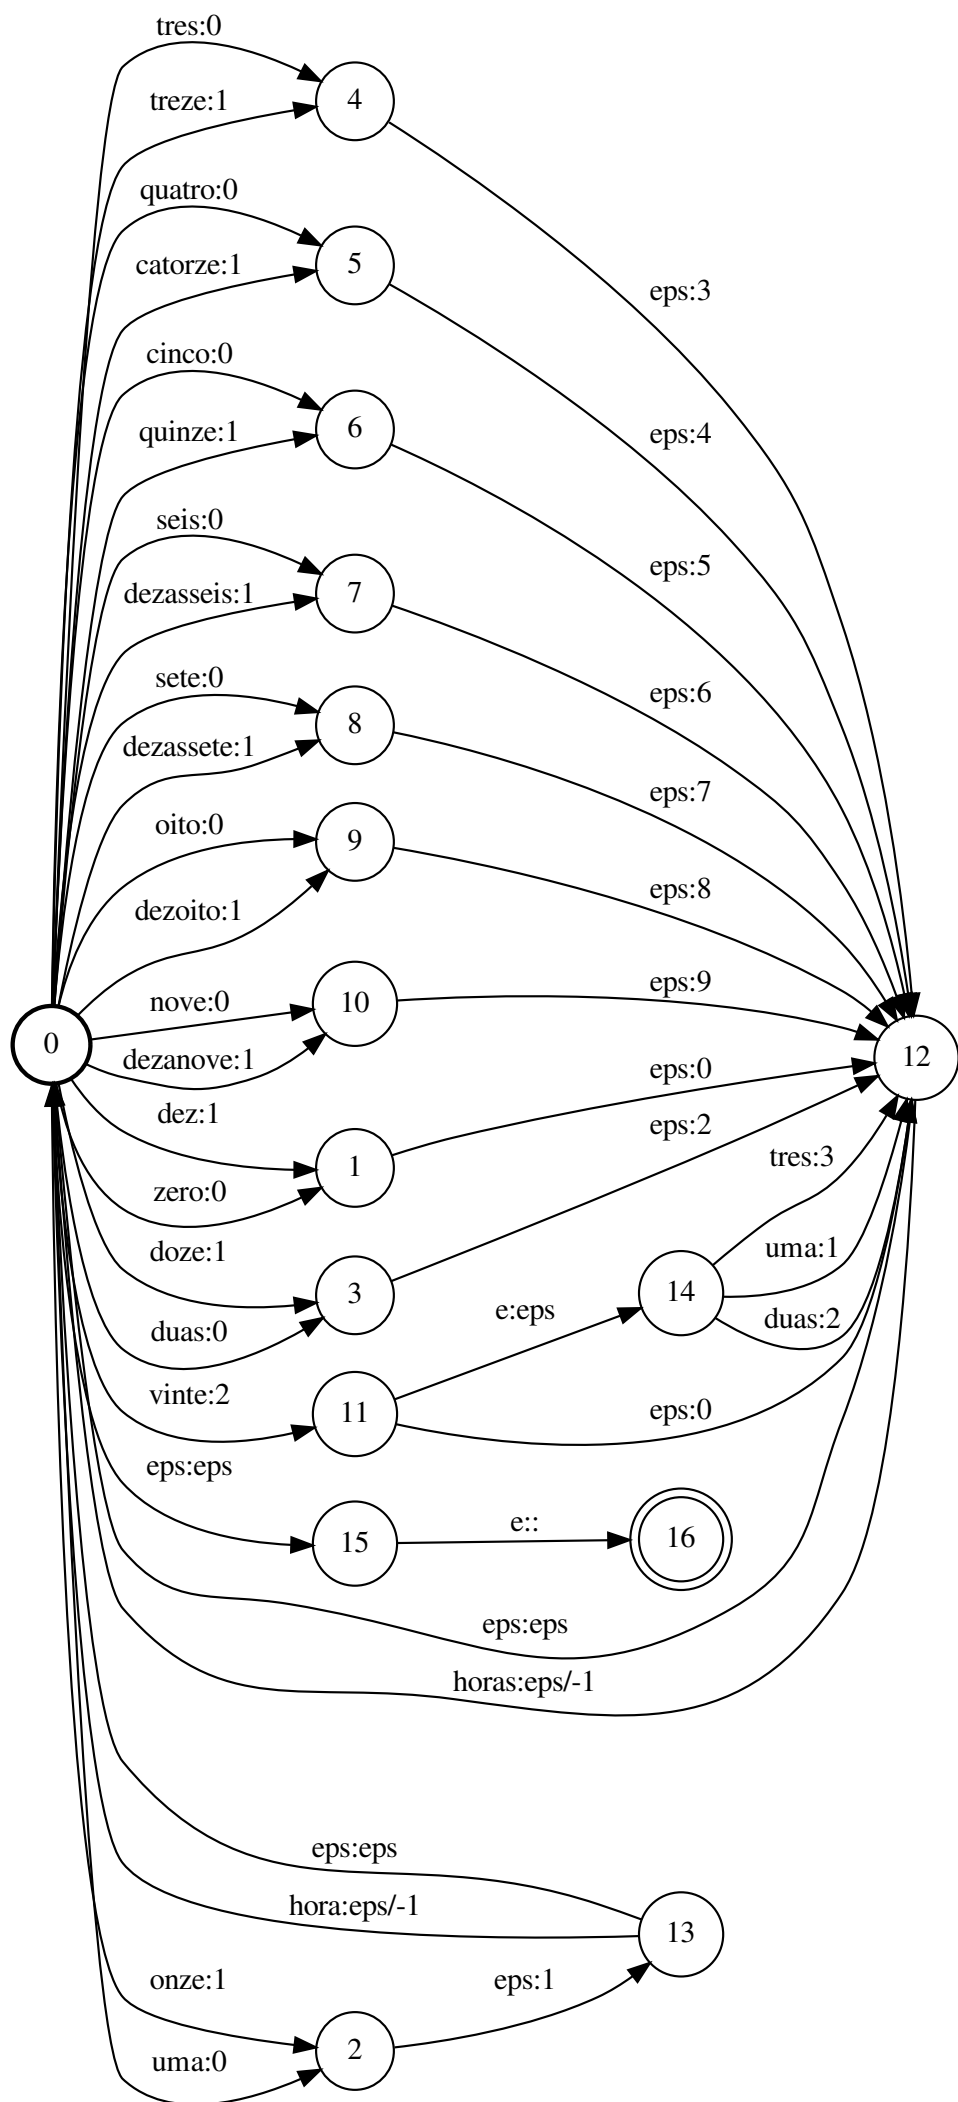 tres:0
treze:1
4
quatro:0
catorze:1
5
eps:3
cinco:0
quinze:1
6
eps:4
seis:0
dezasseis:1
7
eps:5
sete:0
dezassete:1
8
eps:6
oito:0
dezoito:1
9
eps:7
eps:8
nove:0
10
eps:9
0
dezanove:1
12
dez:1
eps:0
zero:0
1
eps:2
tres:3
doze:1
uma:1
3
e:eps
14
duas:0
duas:2
vinte:2
11
eps:0
eps:eps
15
e::
16
eps:eps
horas:eps/-1
eps:eps
hora:eps/-1
13
onze:1
eps:1
uma:0
2